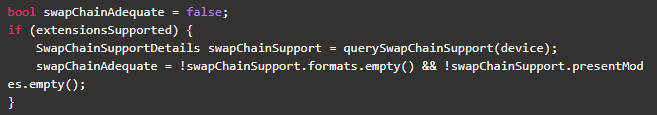 bool swapChainAdequate = false;
if (extensionsSupported) {
    SwapChainSupportDetails swapChainSupport = querySwapChainSupport(device);
    swapChainAdequate = !swapChainSupport.formats.empty() && !swapChainSupport.presentMod
es.empty();
}